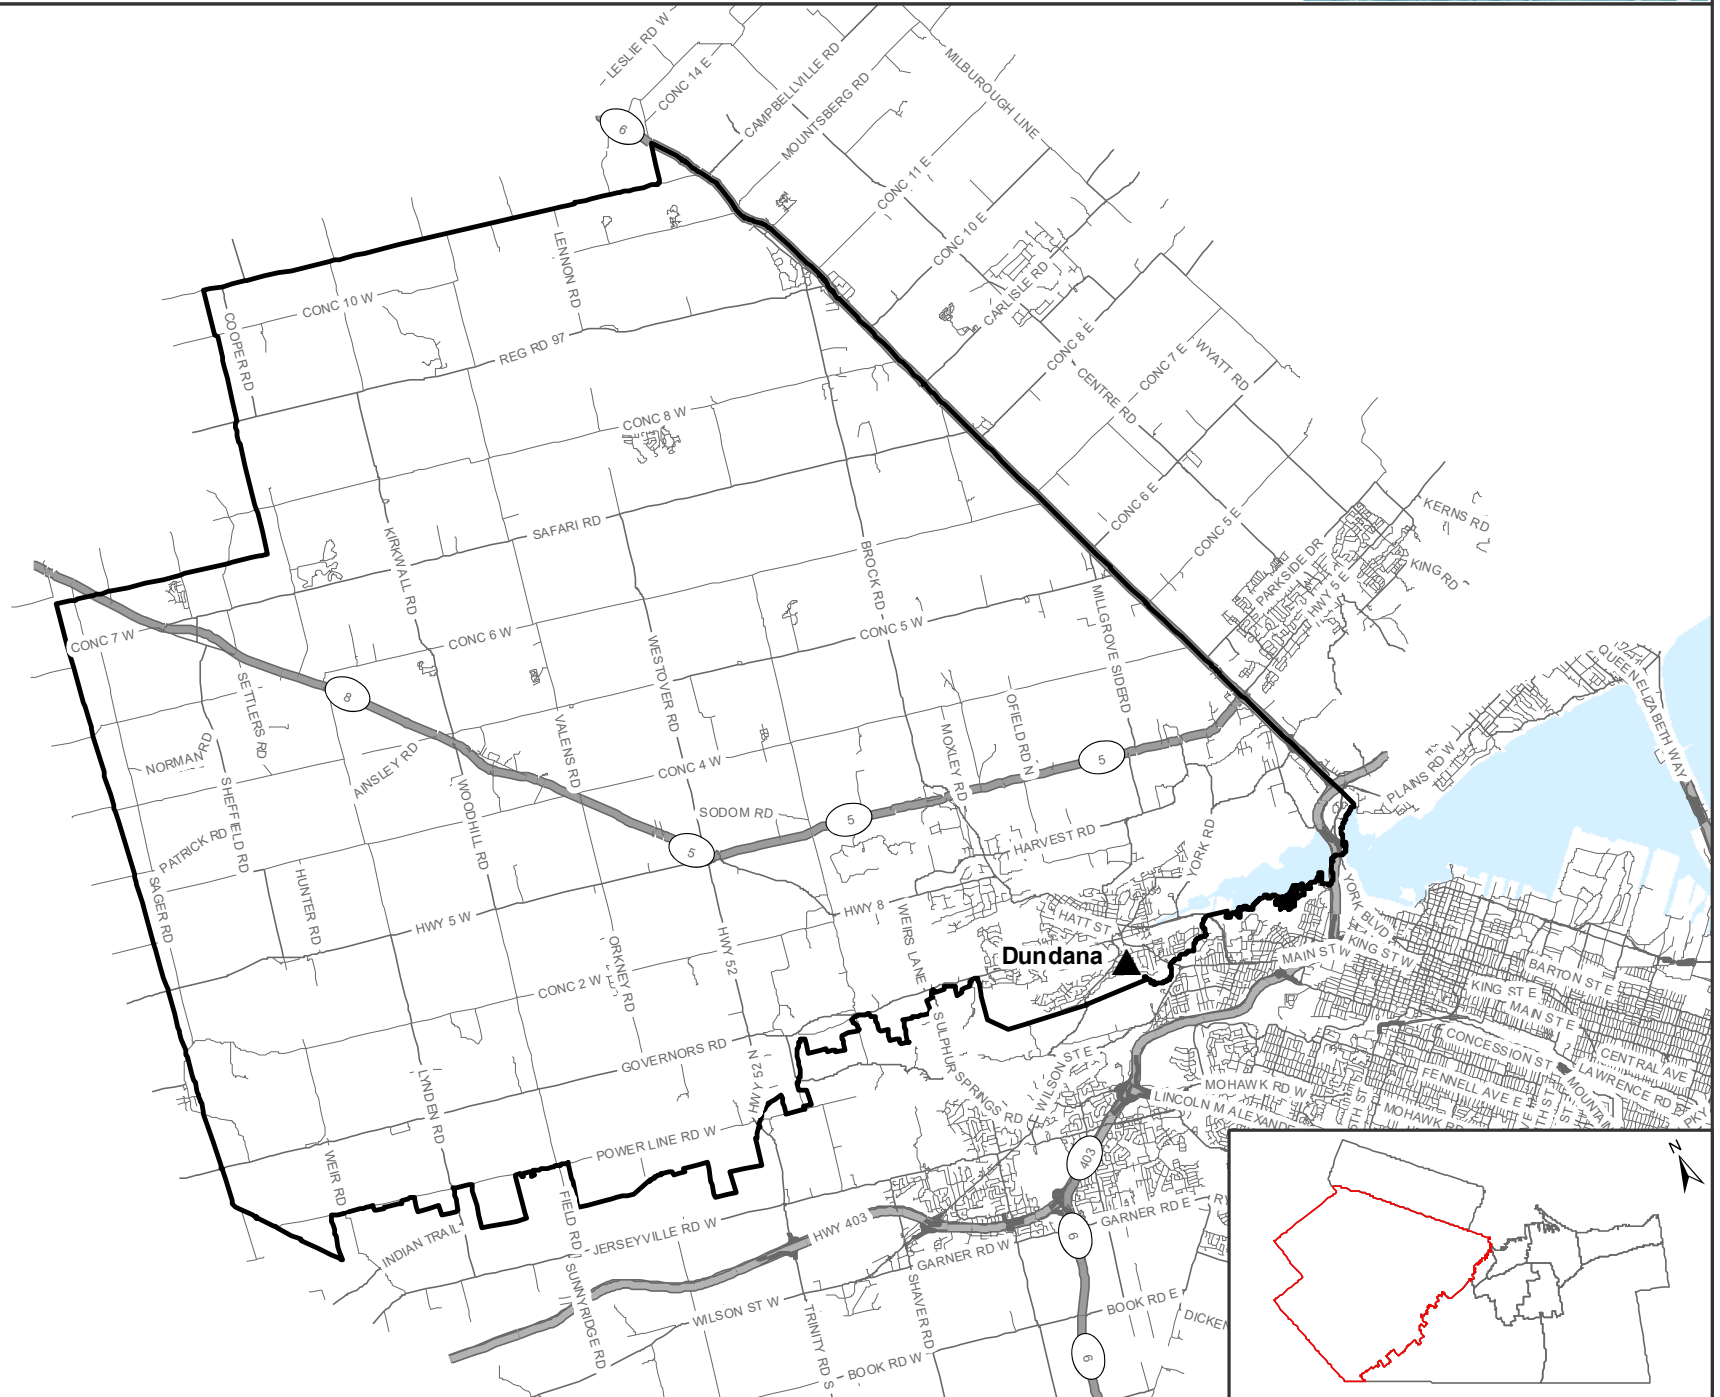 LESLIE RD W
CONC 14 E
CAMPBELLVILLE RD
MOUNTSBERG RD
MILBUROUGH LINE
6
CONC 11 E
CONC 10 E
CARLISLE RD
LENNON RD
CONC 10 W
COOPER RD
REG RD 97
CONC 8 E
CENTRE RD
CONC 7 E
WYATT RD
CONC 8 W
SAFARI RD
KIRKWALL RD
BROCK RD
CONC 6 E
CONC 5 E
KERNS RD
PARKSIDE DR
HWY 5 E
KING RD
MILLGROVE SIDERD
CONC 7 W
CONC 6 W
CONC 5 W
WESTOVER RD
QUEEN ELIZABETH WAY
8
SETTLERS RD
NORMAN RD
AINSLEY RD
VALENS RD
CONC 4 W
MOXLEY RD
OFIELD RD N
5
PLAINS RD W
SHEFFIELD RD
WOODHILL RD
SODOM RD
5
5
HARVEST RD
YORK RD
PATRICK RD
SAGER RD
HUNTER RD
HWY 5 W
HWY 8
WEIRS LANE
HATT ST
YORK BLVD
Dundana
MAIN ST W
KING ST W
BARTON ST E
KING ST E
MAIN ST E
ORKNEY RD
HWY 52
CONC 2 W
GOVERNORS RD
SULPHUR SPRINGS RD
WILSON ST E
CONCESSION ST
CENTRAL AVE
LAWRENCE RD
FENNELL AVE E
MOHAWK RD W
LINCOLN M ALEXAND
MOHAWK RD
MOUNTAIN
HWY 52 N
LYNDEN RD
POWER LINE RD W
WEIR RD
403
INDIAN TRAIL
FIELD RD
JERSEYVILLE RD W
HWY 403
GARNER RD E
6
GARNER RD W
SUNNYRIDGE RD
WILSON ST W
TRINITY RD S
SHAVER RD
BOOK RD E
DICKEN
BOOK RD W
6
N